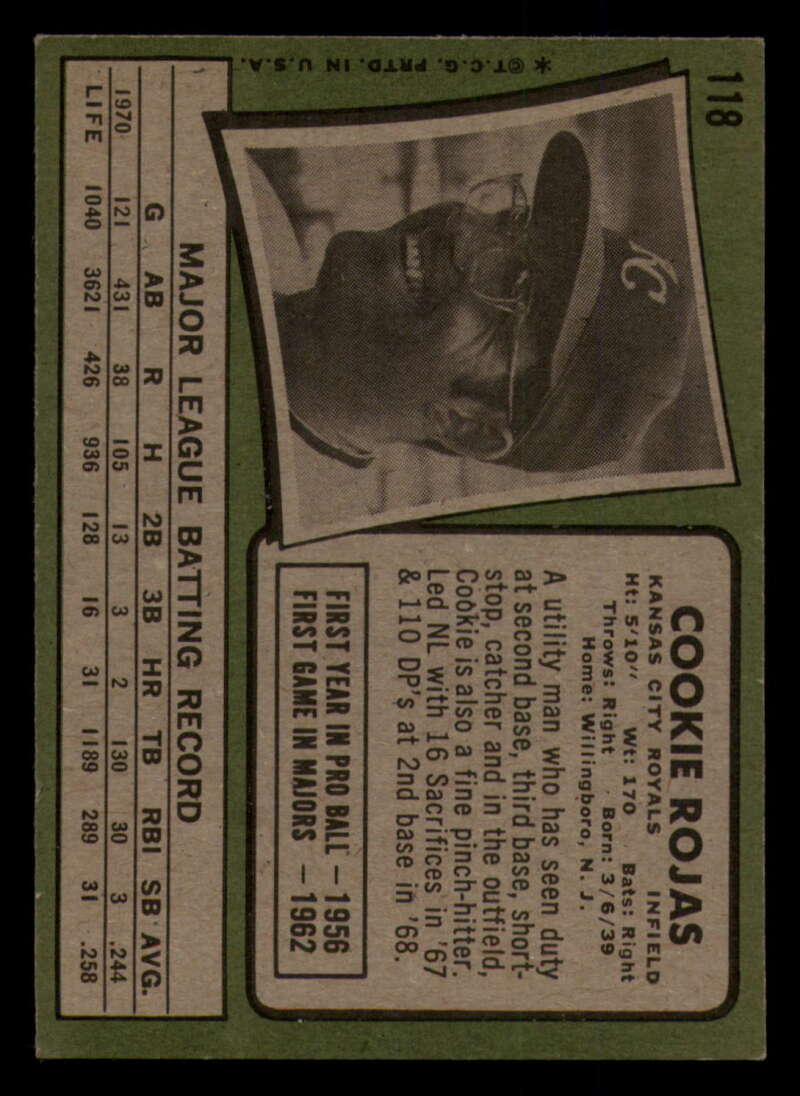 118
* ©T.C.G. PRTD. IN U.S.A.
KC
COOKIE ROJAS
KANSAS CITY ROYALS INFIELD
Ht: 5'10" Wt: 170 Bats: Right
Throws: Right Born: 3/6/39
Home: Willingboro, N. J.
A utility man who has seen duty
at second base, third base, short-
stop, catcher and in the outfield,
Cookie is also a fine pinch-hitter.
Led NL with 16 Sacrifices in '67
& 110 DP's at 2nd base in '68.
FIRST YEAR IN PRO BALL — 1956
FIRST GAME IN MAJORS — 1962
MAJOR LEAGUE BATTING RECORD
G AB R H 2B 3B HR TB RBI SB AVG.
1970 121 431 38 105 13 3 2 130 30 3 .244
LIFE 1040 3621 426 936 128 16 31 1189 289 31 .258